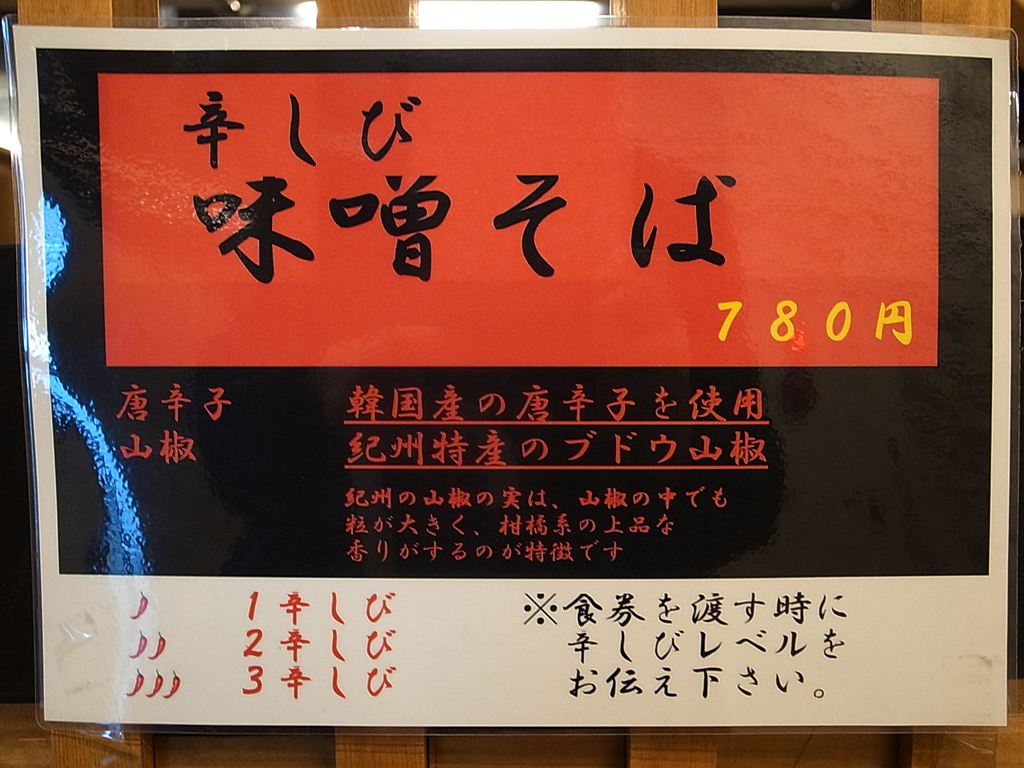 辛しび
味噌そば
780円
唐辛子 韓国産の唐辛子を使用
山椒 紀州特産のブドウ山椒
紀州の山椒の実は、山椒の中でも
粒が大きく、柑橘系の上品な
香りがするのが特徴です
1辛しび
2辛しび
3辛しび
※食券を渡す時に
辛しびレベルを
お伝え下さい。